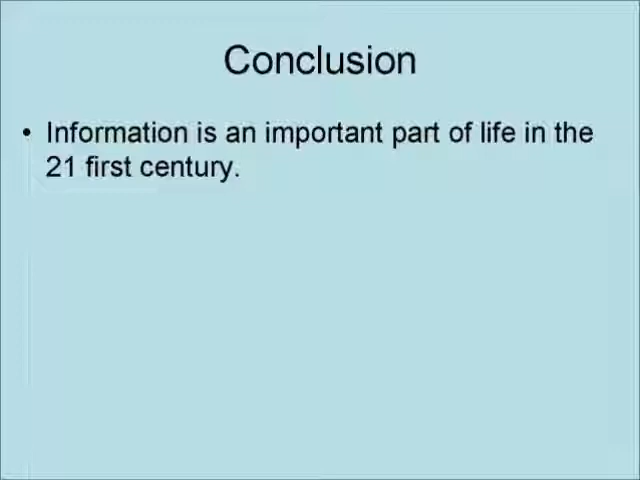 Conclusion
• Information is an important part of life in the
21 first century.